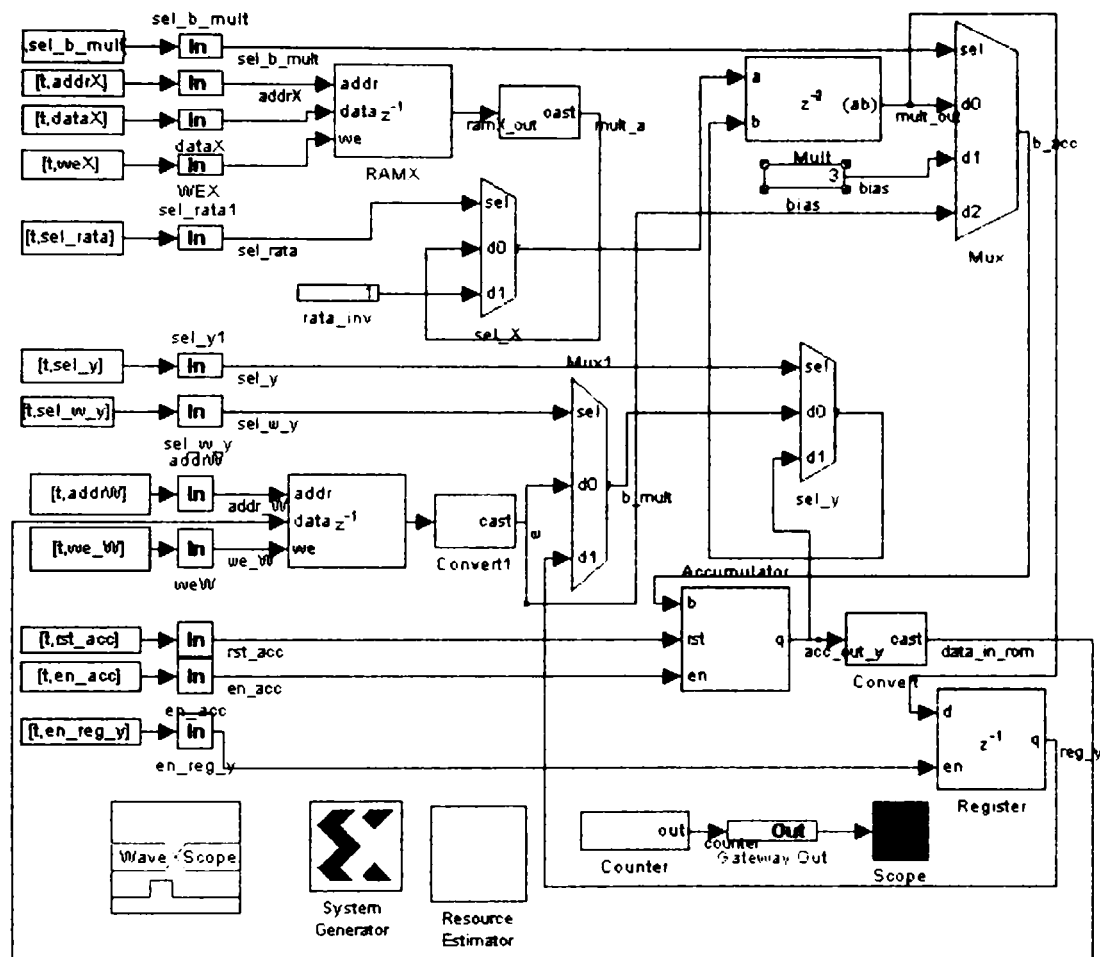 sel_b_mult
,sel_b_mult
In
sel_b_mult
sel
[t,addrX]
In
addrX
addr
[t,dataX]
In
dataX
data z⁻¹
[t,weX]
In
WEX
we
RAMX
ramX_out
cast
mult_a
a
b
z⁻²
(ab)
mult_out
Mult
d0
d1
d2
b_acc
Mux
3
bias
bias
sel_rata1
[t,sel_rata]
In
sel_rata
sel
d0
d1
sel_X
1
rata_inv
sel_y1
[t,sel_y]
In
sel_y
sel
d0
d1
sel_y
[t,sel_w_y]
In
sel_w_y
sel_w_y
Mux1
sel
d0
d1
b_mult
addrW
[t,addrW]
In
addr_W
addr
data z⁻¹
we
[t,we_W]
In
we_W
weW
cast
Convert1
w
Accumulator
b
rst
en
q
[t,rst_acc]
In
rst_acc
[t,en_acc]
In
en_acc
en_acc
acc_out_y
cast
Convert
data_in_rom
[t,en_reg_y]
In
en_reg_y
d
z⁻¹
q
en
reg_y
Register
Wave Scope
System
Generator
Resource
Estimator
out
Counter
counter
Out
Gateway Out
Scope